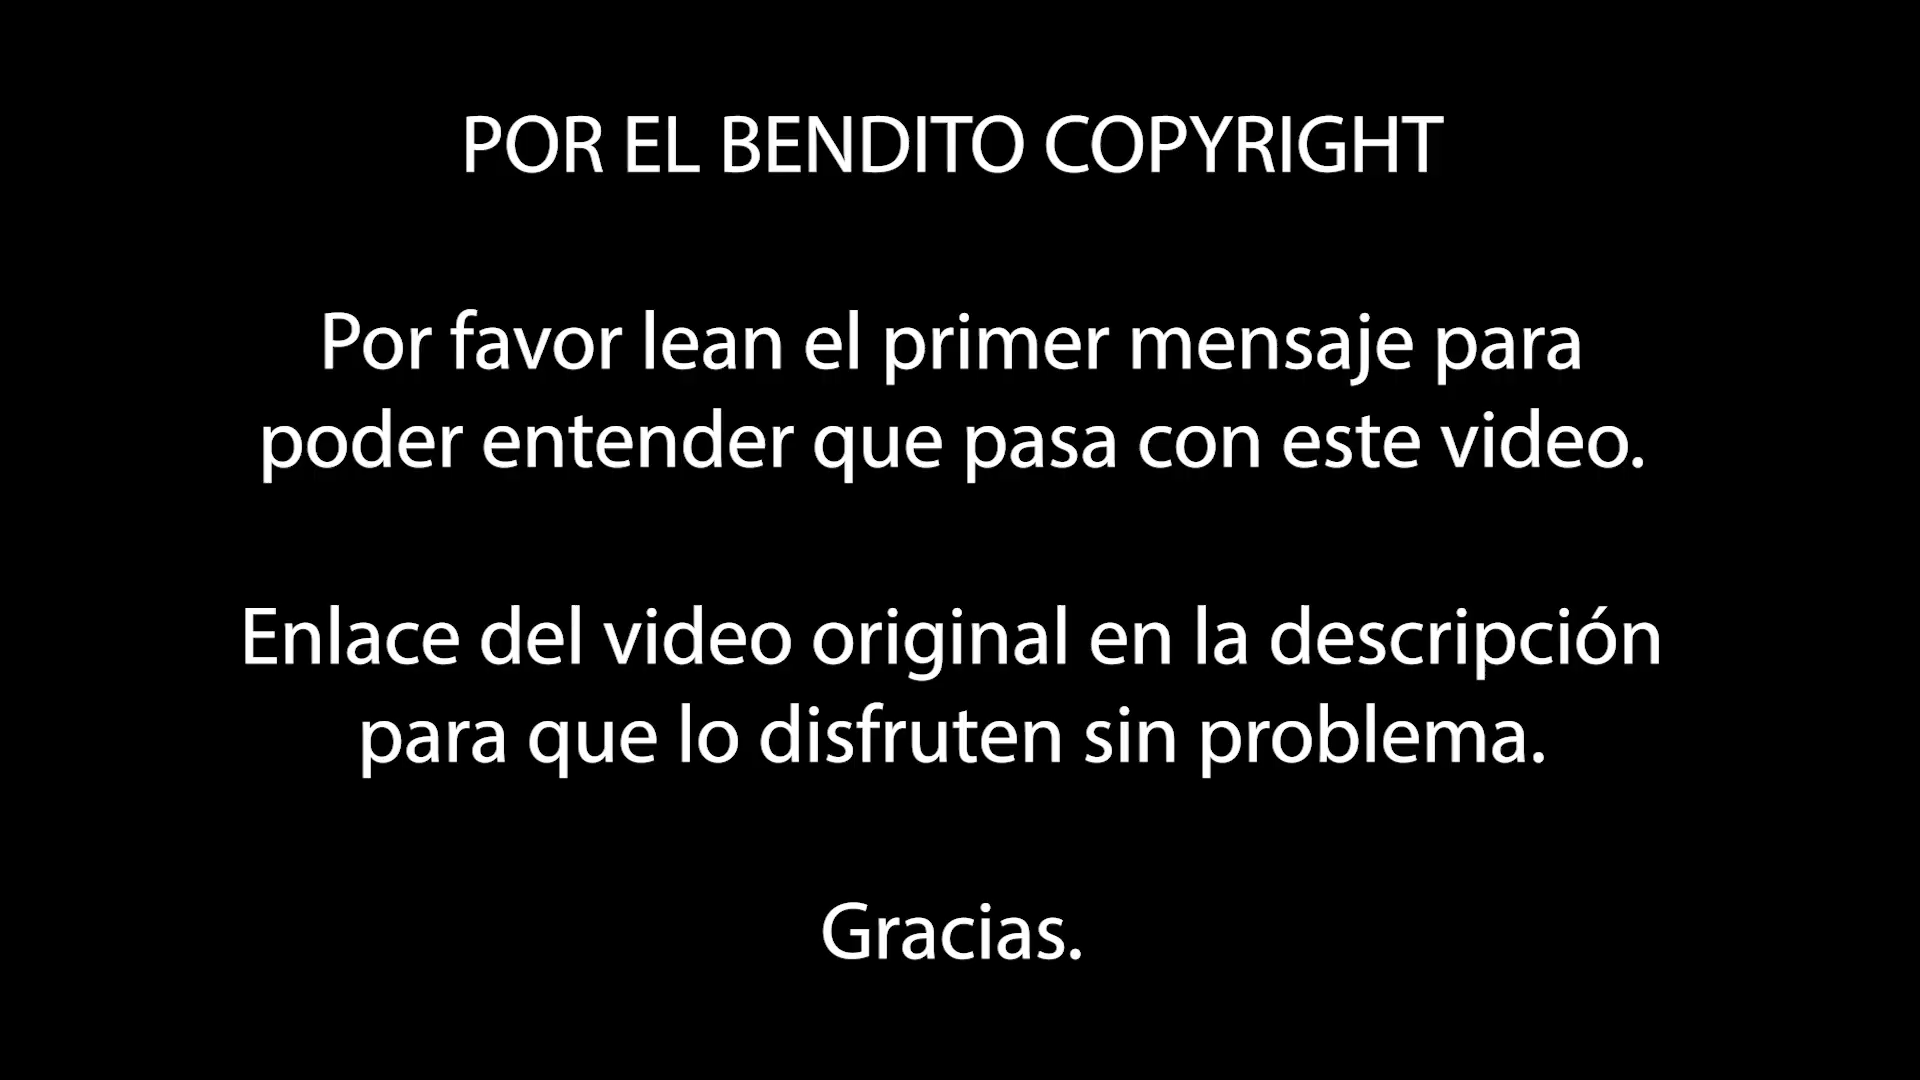 POR EL BENDITO COPYRIGHT
Por favor lean el primer mensaje para
poder entender que pasa con este video.
Enlace del video original en la descripción
para que lo disfruten sin problema.
Gracias.